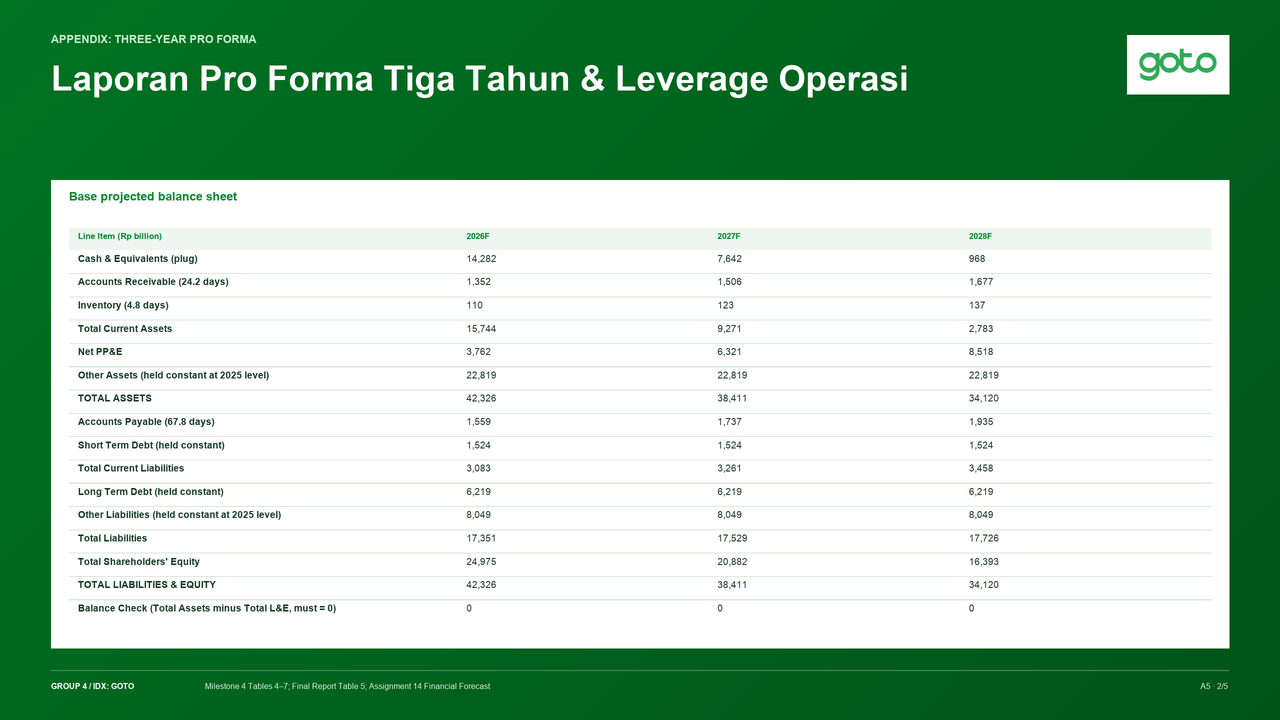 APPENDIX: THREE-YEAR PRO FORMA
Laporan Pro Forma Tiga Tahun & Leverage Operasi
goto
Base projected balance sheet
Line Item (Rp billion) 2026F 2027F 2028F
Cash & Equivalents (plug) 14,282 7,642 968
Accounts Receivable (24.2 days) 1,352 1,506 1,677
Inventory (4.8 days) 110 123 137
Total Current Assets 15,744 9,271 2,783
Net PP&E 3,762 6,321 8,518
Other Assets (held constant at 2025 level) 22,819 22,819 22,819
TOTAL ASSETS 42,326 38,411 34,120
Accounts Payable (67.8 days) 1,559 1,737 1,935
Short Term Debt (held constant) 1,524 1,524 1,524
Total Current Liabilities 3,083 3,261 3,458
Long Term Debt (held constant) 6,219 6,219 6,219
Other Liabilities (held constant at 2025 level) 8,049 8,049 8,049
Total Liabilities 17,351 17,529 17,726
Total Shareholders' Equity 24,975 20,882 16,393
TOTAL LIABILITIES & EQUITY 42,326 38,411 34,120
Balance Check (Total Assets minus Total L&E, must = 0) 0 0 0
GROUP 4 / IDX: GOTO Milestone 4 Tables 4–7; Final Report Table 5; Assignment 14 Financial Forecast A5 · 2/5